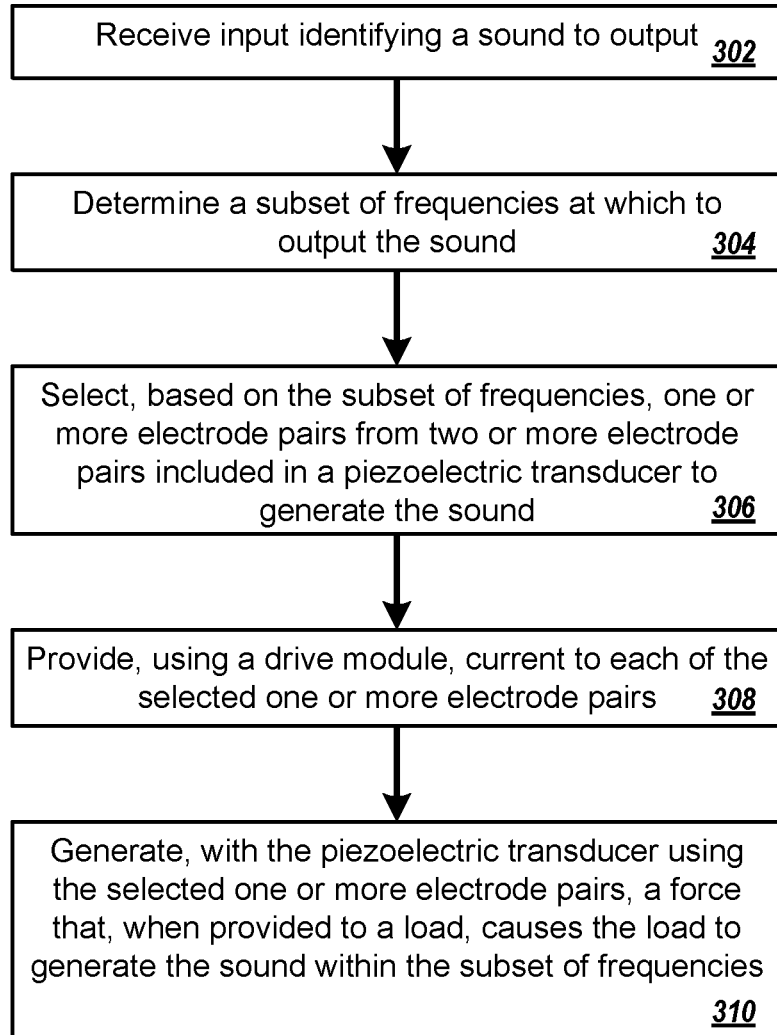 Receive input identifying a sound to output
302
Determine a subset of frequencies at which to
output the sound
304
Select, based on the subset of frequencies, one or
more electrode pairs from two or more electrode
pairs included in a piezoelectric transducer to
generate the sound
306
Provide, using a drive module, current to each of the
selected one or more electrode pairs
308
Generate, with the piezoelectric transducer using
the selected one or more electrode pairs, a force
that, when provided to a load, causes the load to
generate the sound within the subset of frequencies
310